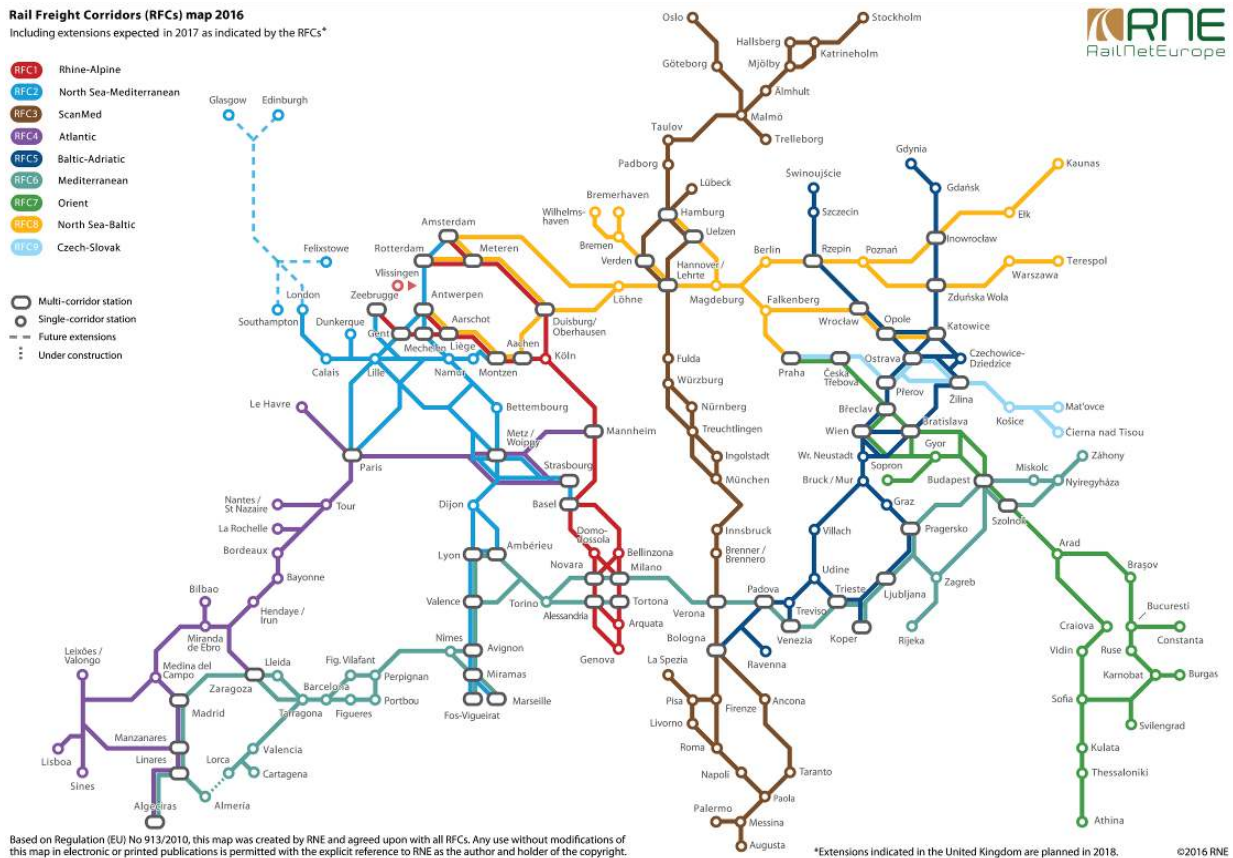 Rail Freight Corridors (RFCs) map 2016
Including extensions expected in 2017 as indicated by the RFCs*
RNE
RailNetEurope
RFC1 Rhine-Alpine
RFC2 North Sea-Mediterranean
RFC3 ScanMed
RFC4 Atlantic
RFC5 Baltic-Adriatic
RFC6 Mediterranean
RFC7 Orient
RFC8 North Sea-Baltic
RFC9 Czech-Slovak
Multi-corridor station
Single-corridor station
Future extensions
Under construction
Oslo
Stockholm
Hallsberg
Katrineholm
Göteborg
Mjölby
Älmhult
Malmö
Taulov
Trelleborg
Padborg
Glasgow
Edinburgh
Gdynia
Kaunas
Świnoujście
Gdańsk
Lübeck
Bremerhaven
Wilhelms-
haven
Hamburg
Szczecin
Ełk
Amsterdam
Uelzen
Inowrocław
Bremen
Rotterdam
Meteren
Verden
Hannover /
Lehrte
Berlin
Rzepin
Poznań
Terespol
Warszawa
Felixstowe
Vlissingen
Zeebrugge
Antwerpen
Löhne
Magdeburg
Zduńska Wola
London
Southampton
Dunkerque
Gent
Aarschot
Mechelen
Liège
Aachen
Duisburg/
Oberhausen
Falkenberg
Wrocław
Opole
Katowice
Calais
Lille
Namur
Montzen
Köln
Fulda
Praha
Česká
Třebova
Ostrava
Czechowice-
Dziedzice
Würzburg
Přerov
Žilina
Le Havre
Bettembourg
Nürnberg
Břeclav
Mat'ovce
Košice
Čierna nad Tisou
Metz /
Woippy
Mannheim
Treuchtlingen
Wien
Bratislava
Paris
Strasbourg
Ingolstadt
Wr. Neustadt
Gyor
Sopron
Miskolc
Záhony
München
Bruck / Mur
Budapest
Nyíregyháza
Nantes /
St Nazaire
Tour
Dijon
Basel
Graz
Szolnok
La Rochelle
Innsbruck
Villach
Pragersko
Bordeaux
Lyon
Ambérieu
Domo-
dossola
Bellinzona
Brenner /
Brennero
Arad
Bayonne
Novara
Milano
Udine
Zagreb
Brașov
Bilbao
Hendaye /
Irun
Valence
Torino
Alessandria
Tortona
Verona
Padova
Treviso
Trieste
Ljubljana
Bucuresti
Miranda
de Ebro
Arquata
Venezia
Koper
Rijeka
Craiova
Constanta
Leixões /
Valongo
Nîmes
Avignon
Genova
Bologna
Ravenna
Vidin
Ruse
Medina del
Campo
Lleida
Fig. Vilafant
Perpignan
Miramas
La Spezia
Karnobat
Burgas
Zaragoza
Barcelona
Madrid
Tarragona
Figueres
Portbou
Fos-Vigueirat
Marseille
Pisa
Firenze
Ancona
Sofia
Svilengrad
Livorno
Manzanares
Valencia
Roma
Kulata
Lisboa
Linares
Lorca
Cartagena
Sines
Napoli
Taranto
Thessaloniki
Algeciras
Almería
Paola
Palermo
Messina
Athina
Augusta
Based on Regulation (EU) No 913/2010, this map was created by RNE and agreed upon with all RFCs. Any use without modifications of
this map in electronic or printed publications is permitted with the explicit reference to RNE as the author and holder of the copyright.
*Extensions indicated in the United Kingdom are planned in 2018.
©2016 RNE